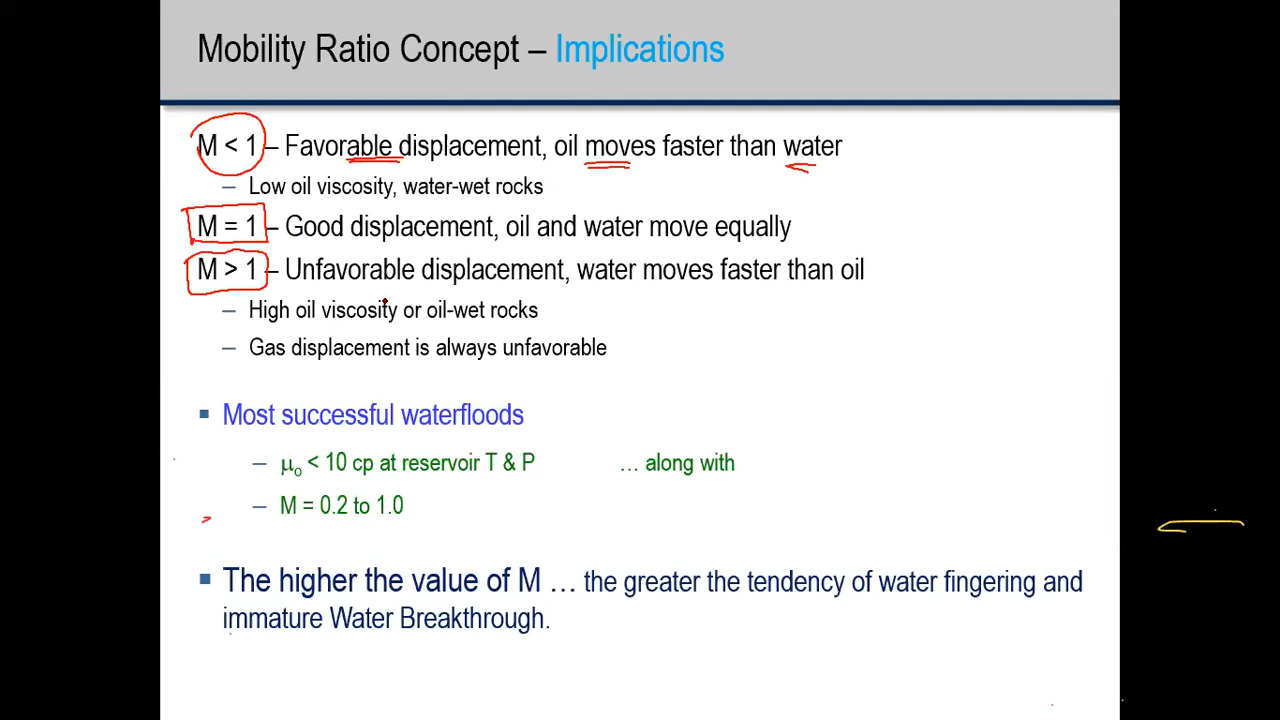 Mobility Ratio Concept – Implications
M < 1 – Favorable displacement, oil moves faster than water
– Low oil viscosity, water-wet rocks
M = 1 – Good displacement, oil and water move equally
M > 1 – Unfavorable displacement, water moves faster than oil
– High oil viscosity or oil-wet rocks
– Gas displacement is always unfavorable
▪ Most successful waterfloods
– μo < 10 cp at reservoir T & P … along with
– M = 0.2 to 1.0
▪ The higher the value of M … the greater the tendency of water fingering and
immature Water Breakthrough.